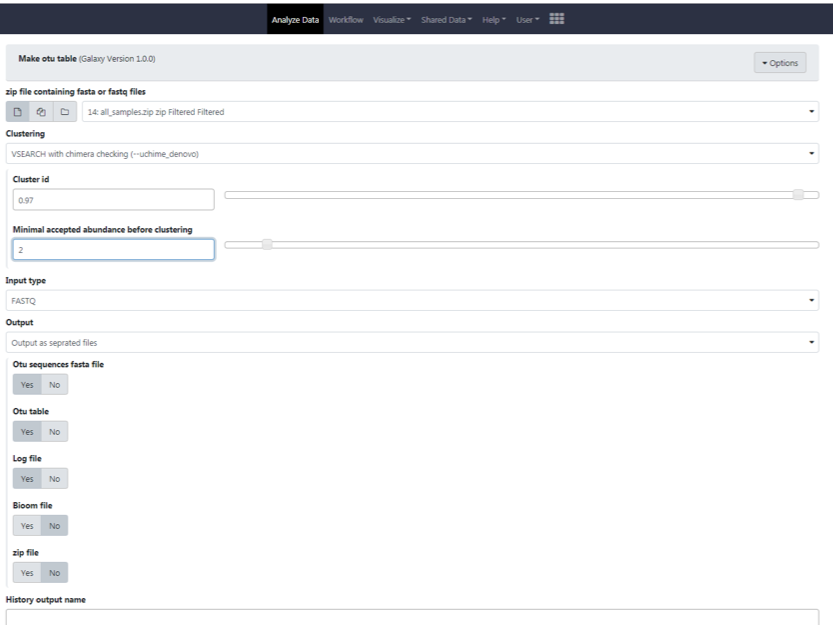 Analyze Data Workflow Visualize Shared Data Help User
Make otu table (Galaxy Version 1.0.0)
Options
zip file containing fasta or fastq files
14: all_samples.zip zip Filtered Filtered
Clustering
VSEARCH with chimera checking (--uchime_denovo)
Cluster id
0.97
Minimal accepted abundance before clustering
2
Input type
FASTQ
Output
Output as seprated files
Otu sequences fasta file
Yes No
Otu table
Yes No
Log file
Yes No
Bioom file
Yes No
zip file
Yes No
History output name